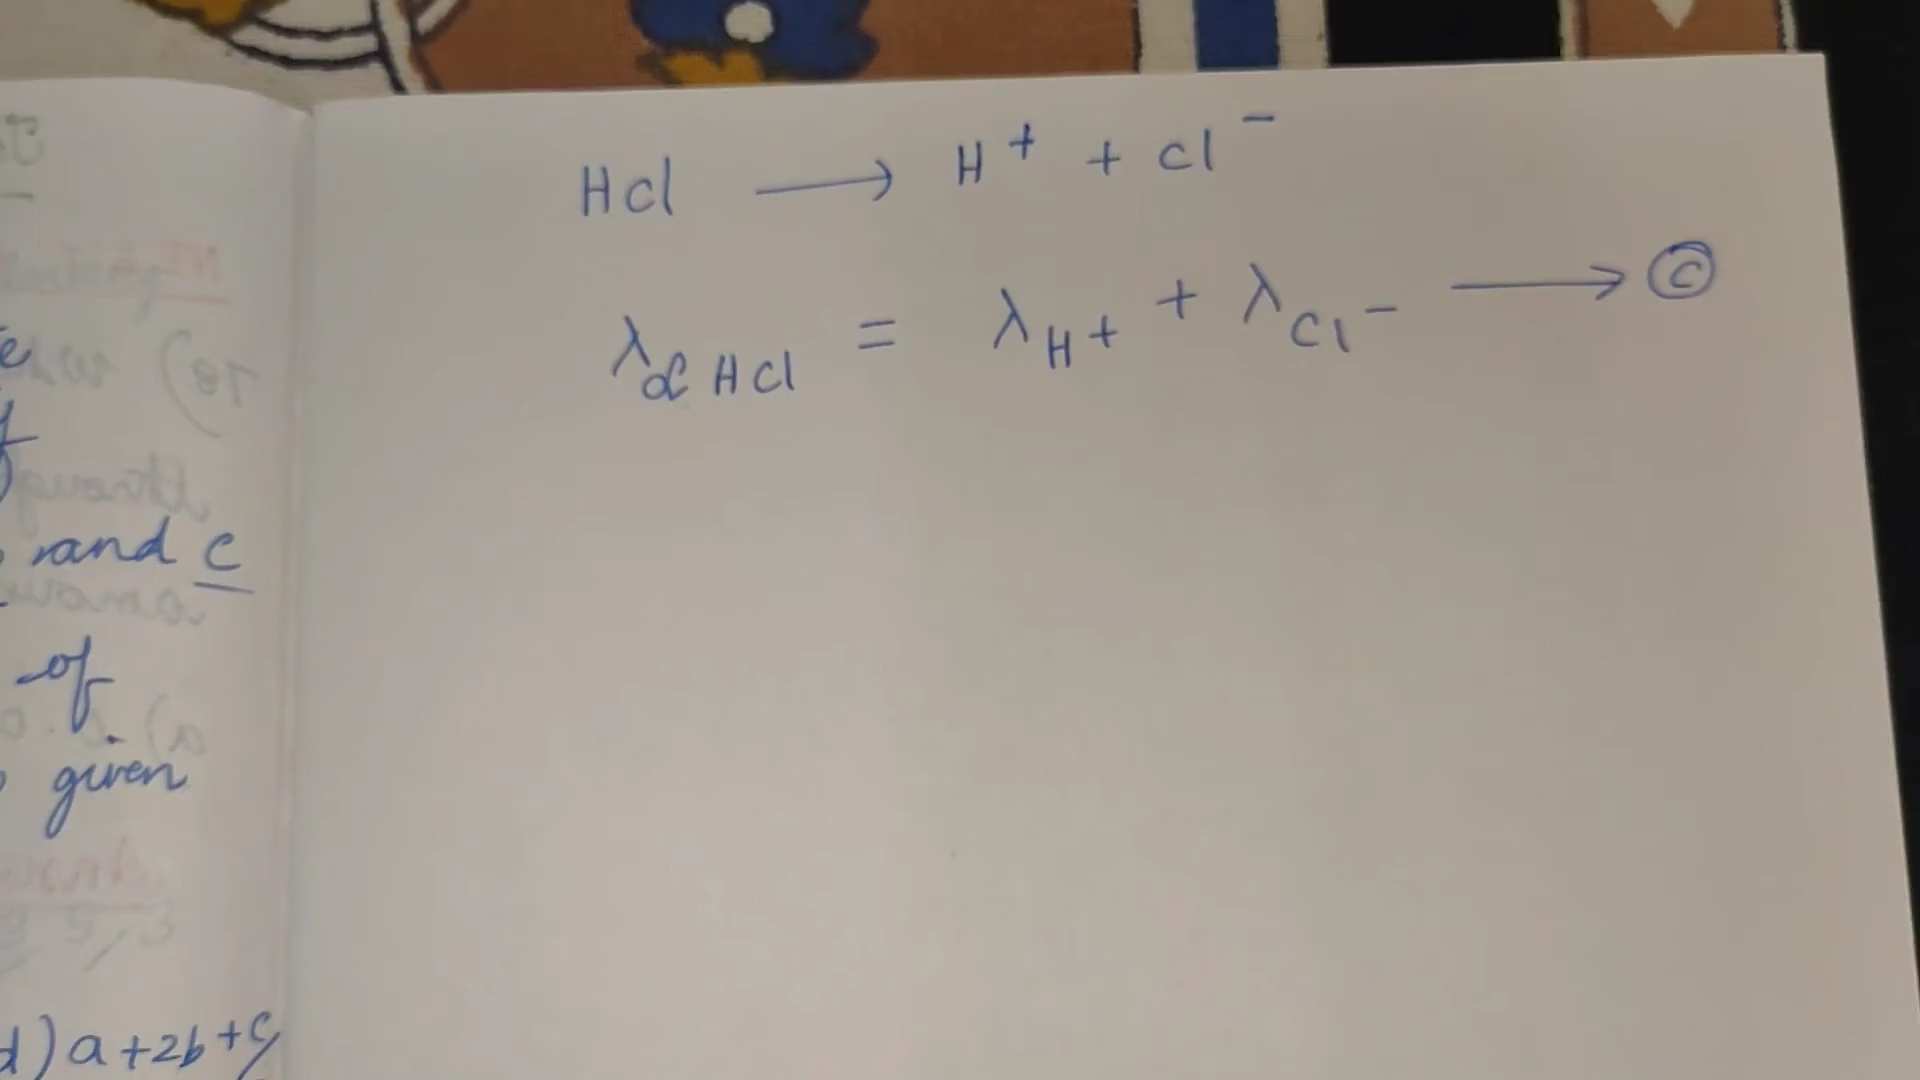 Hcl ⟶ H⁺ + cl⁻
λ∝ HCl = λH+ + λCl⁻ ⟶ Ⓒ
and c
of
given
d) a+2b+c